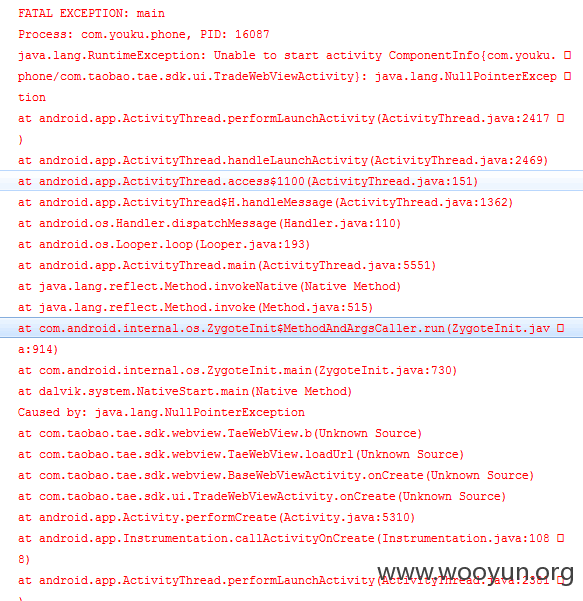 FATAL EXCEPTION: main
Process: com.youku.phone, PID: 16087
java.lang.RuntimeException: Unable to start activity ComponentInfo{com.youku.
phone/com.taobao.tae.sdk.ui.TradeWebViewActivity}: java.lang.NullPointerExcep
tion
at android.app.ActivityThread.performLaunchActivity(ActivityThread.java:2417
)
at android.app.ActivityThread.handleLaunchActivity(ActivityThread.java:2469)
at android.app.ActivityThread.access$1100(ActivityThread.java:151)
at android.app.ActivityThread$H.handleMessage(ActivityThread.java:1362)
at android.os.Handler.dispatchMessage(Handler.java:110)
at android.os.Looper.loop(Looper.java:193)
at android.app.ActivityThread.main(ActivityThread.java:5551)
at java.lang.reflect.Method.invokeNative(Native Method)
at java.lang.reflect.Method.invoke(Method.java:515)
at com.android.internal.os.ZygoteInit$MethodAndArgsCaller.run(ZygoteInit.jav
a:914)
at com.android.internal.os.ZygoteInit.main(ZygoteInit.java:730)
at dalvik.system.NativeStart.main(Native Method)
Caused by: java.lang.NullPointerException
at com.taobao.tae.sdk.webview.TaeWebView.b(Unknown Source)
at com.taobao.tae.sdk.webview.TaeWebView.loadUrl(Unknown Source)
at com.taobao.tae.sdk.webview.BaseWebViewActivity.onCreate(Unknown Source)
at com.taobao.tae.sdk.ui.TradeWebViewActivity.onCreate(Unknown Source)
at android.app.Activity.performCreate(Activity.java:5310)
at android.app.Instrumentation.callActivityOnCreate(Instrumentation.java:108
8)
www.wooyun.org
at android.app.ActivityThread.performLaunchActivity(ActivityThread.java:2381